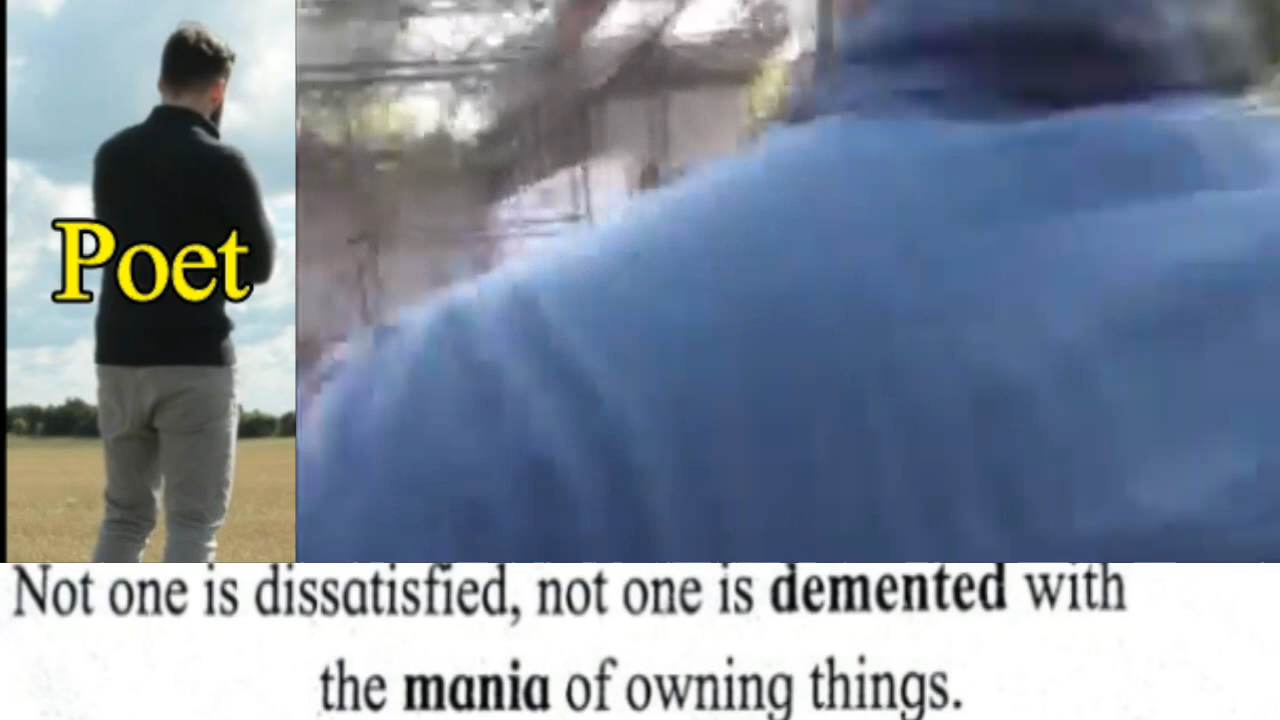 Poet
Not one is dissatisfied, not one is demented with
the mania of owning things.